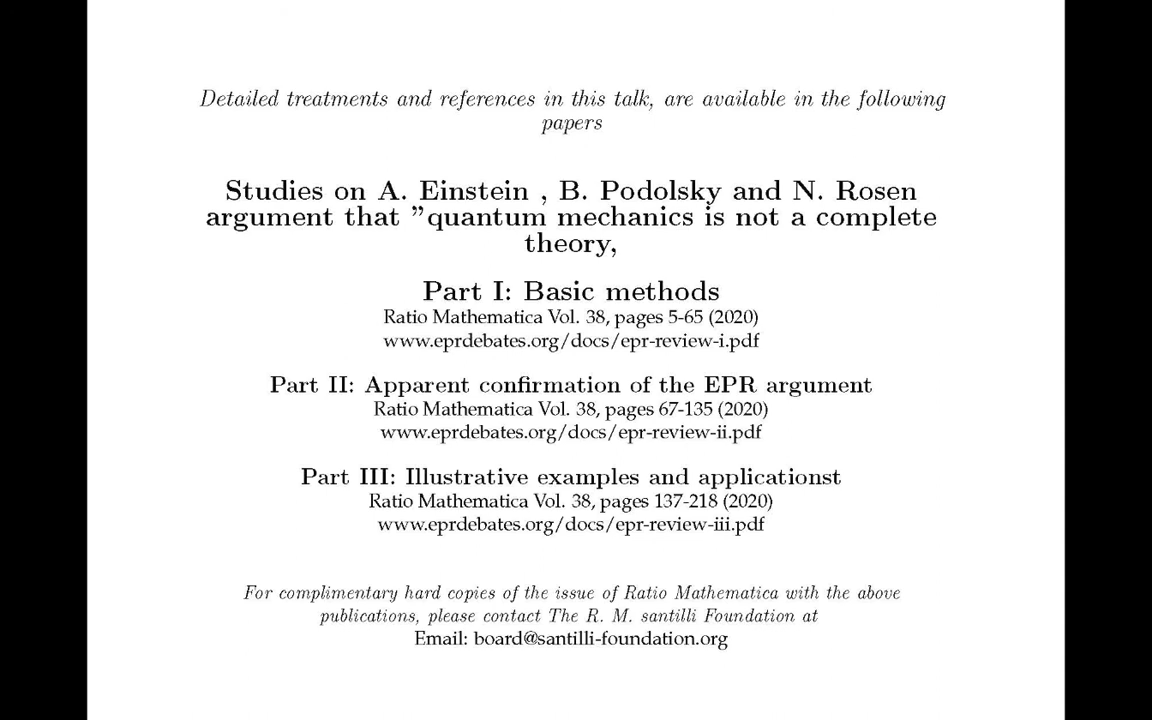 Detailed treatments and references in this talk, are available in the following
papers
Studies on A. Einstein , B. Podolsky and N. Rosen
argument that ”quantum mechanics is not a complete
theory,
Part I: Basic methods
Ratio Mathematica Vol. 38, pages 5-65 (2020)
www.eprdebates.org/docs/epr-review-i.pdf
Part II: Apparent confirmation of the EPR argument
Ratio Mathematica Vol. 38, pages 67-135 (2020)
www.eprdebates.org/docs/epr-review-ii.pdf
Part III: Illustrative examples and applicationst
Ratio Mathematica Vol. 38, pages 137-218 (2020)
www.eprdebates.org/docs/epr-review-iii.pdf
For complimentary hard copies of the issue of Ratio Mathematica with the above
publications, please contact The R. M. santilli Foundation at
Email: board@santilli-foundation.org